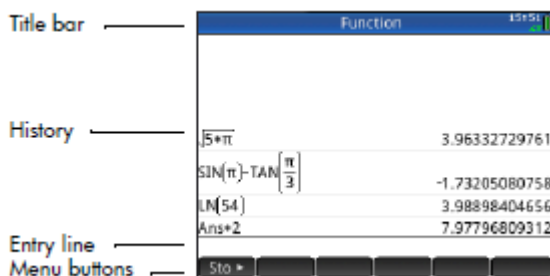 Title bar
Function
15:51
History
√5*π 3.96332729761
SIN(π)-TAN(π/3) -1.73205080758
LN(54) 3.98898404656
Ans*2 7.97796809312
Entry line
Menu buttons
Sto ▸